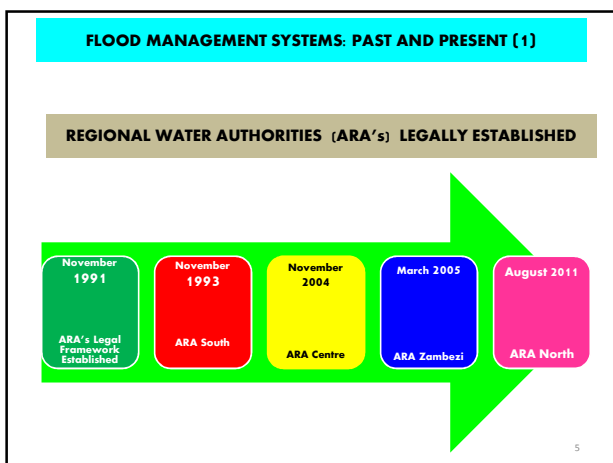 FLOOD MANAGEMENT SYSTEMS: PAST AND PRESENT (1)
REGIONAL WATER AUTHORITIES (ARA's) LEGALLY ESTABLISHED
November
1991
ARA's Legal
Framework
Established
November
1993
ARA South
November
2004
ARA Centre
March 2005
ARA Zambezi
August 2011
ARA North
5